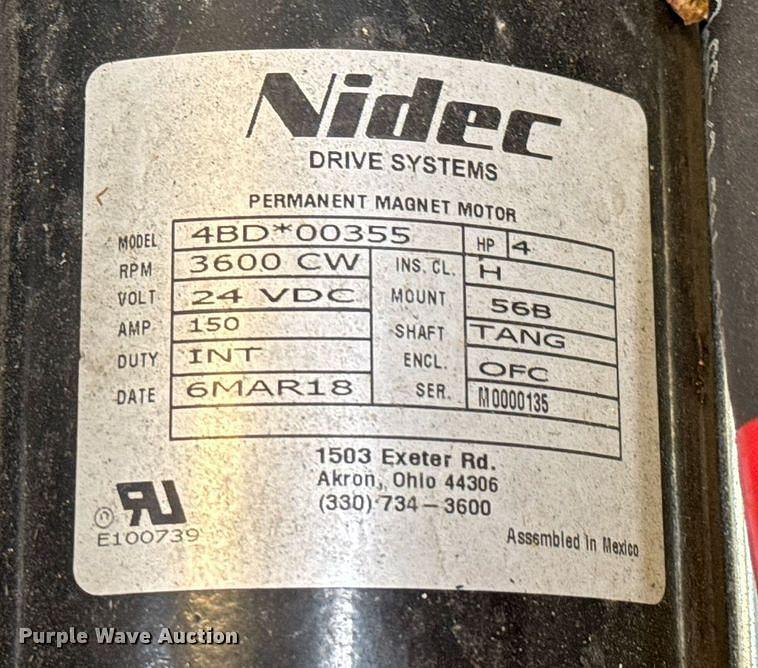 Nidec
DRIVE SYSTEMS
PERMANENT MAGNET MOTOR
MODEL 4BD*00355 HP 4
RPM 3600 CW INS. CL. H
VOLT 24 VDC MOUNT 56B
AMP 150 SHAFT TANG
DUTY INT ENCL. OFC
DATE 6MAR18 SER. M0000135
1503 Exeter Rd.
Akron, Ohio 44306
(330) 734-3600
E100739
Asssmbled in Mexico
Purple Wave Auction